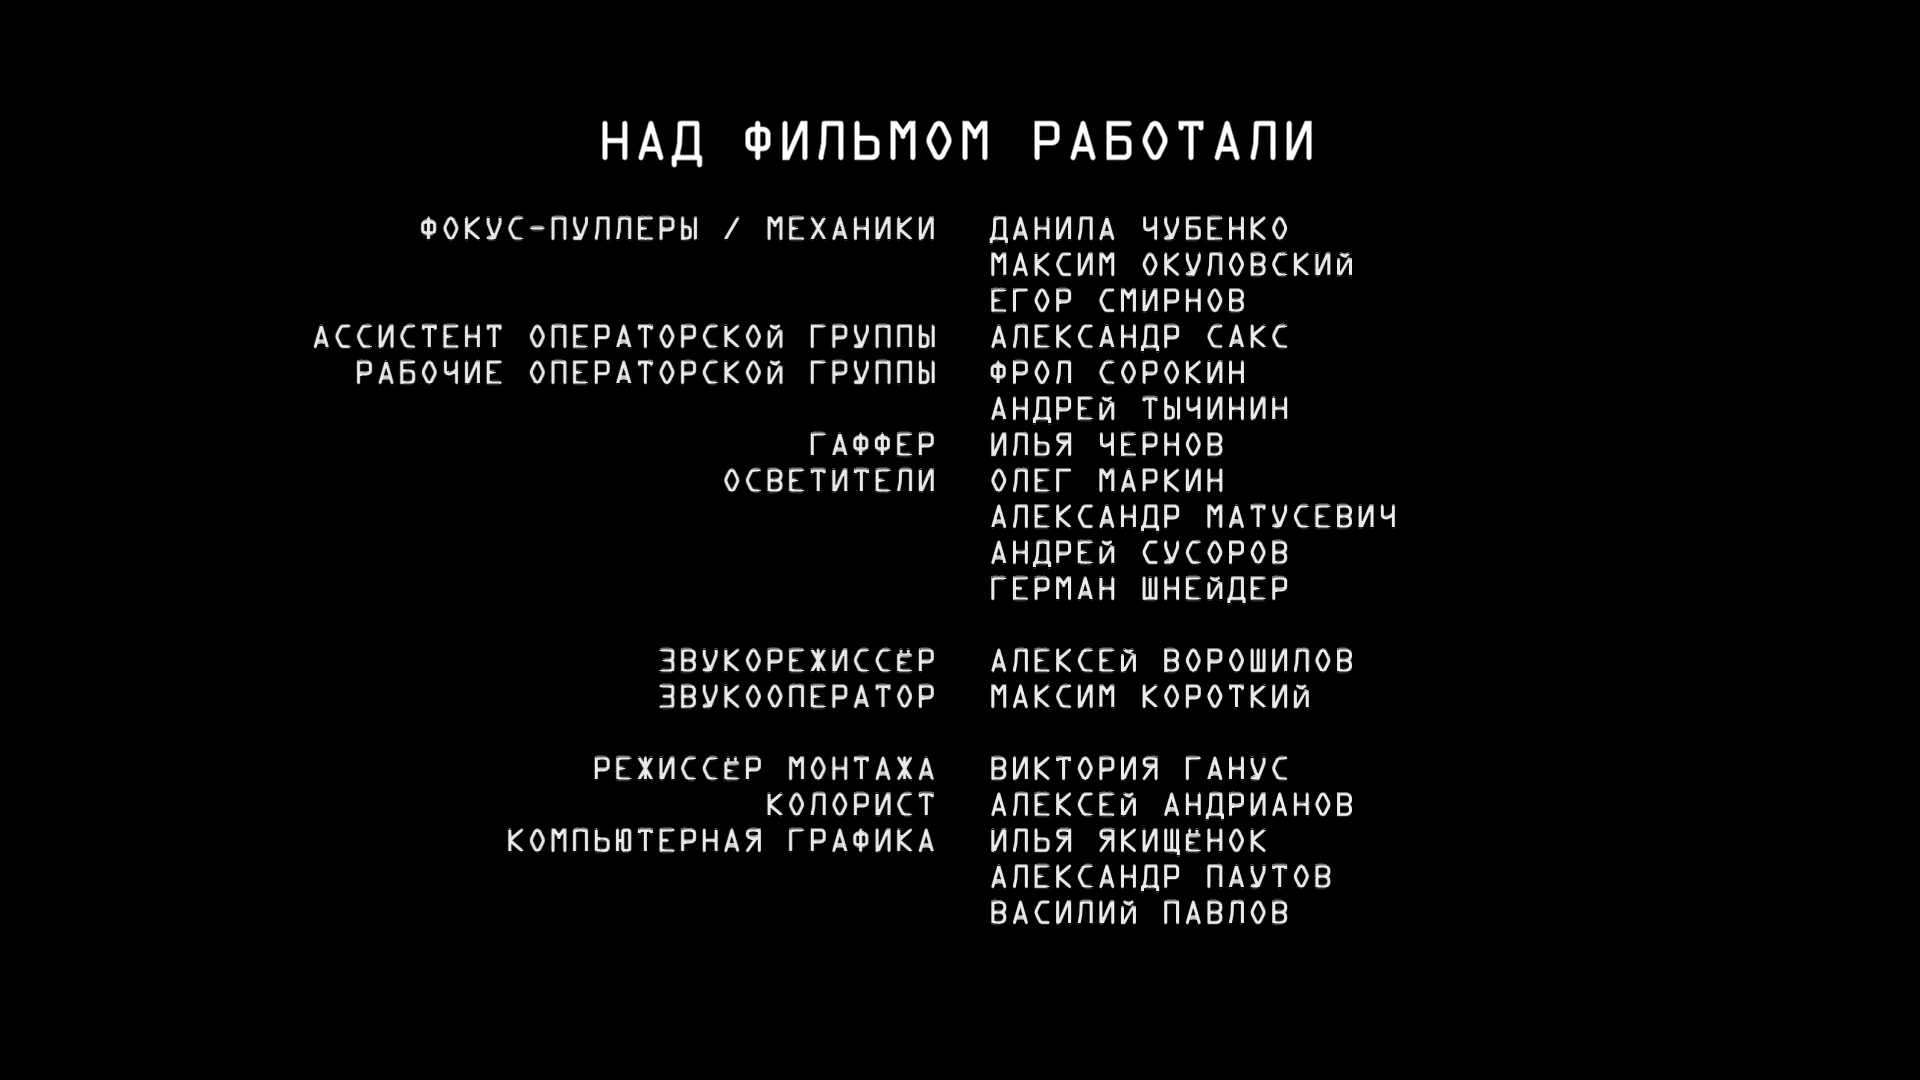 НАД ФИЛЬМОМ РАБОТАЛИ
ФОКУС-ПУЛЛЕРЫ / МЕХАНИКИ ДАНИЛА ЧУБЕНКО
МАКСИМ ОКУЛОВСКИЙ
ЕГОР СМИРНОВ
АССИСТЕНТ ОПЕРАТОРСКОЙ ГРУППЫ АЛЕКСАНДР САКС
РАБОЧИЕ ОПЕРАТОРСКОЙ ГРУППЫ ФРОЛ СОРОКИН
АНДРЕЙ ТЫЧИНИН
ГАФФЕР ИЛЬЯ ЧЕРНОВ
ОСВЕТИТЕЛИ ОЛЕГ МАРКИН
АЛЕКСАНДР МАТУСЕВИЧ
АНДРЕЙ СУСОРОВ
ГЕРМАН ШНЕЙДЕР
ЗВУКОРЕЖИССЁР АЛЕКСЕЙ ВОРОШИЛОВ
ЗВУКООПЕРАТОР МАКСИМ КОРОТКИЙ
РЕЖИССЁР МОНТАЖА ВИКТОРИЯ ГАНУС
КОЛОРИСТ АЛЕКСЕЙ АНДРИАНОВ
КОМПЬЮТЕРНАЯ ГРАФИКА ИЛЬЯ ЯКИЩЁНОК
АЛЕКСАНДР ПАУТОВ
ВАСИЛИЙ ПАВЛОВ